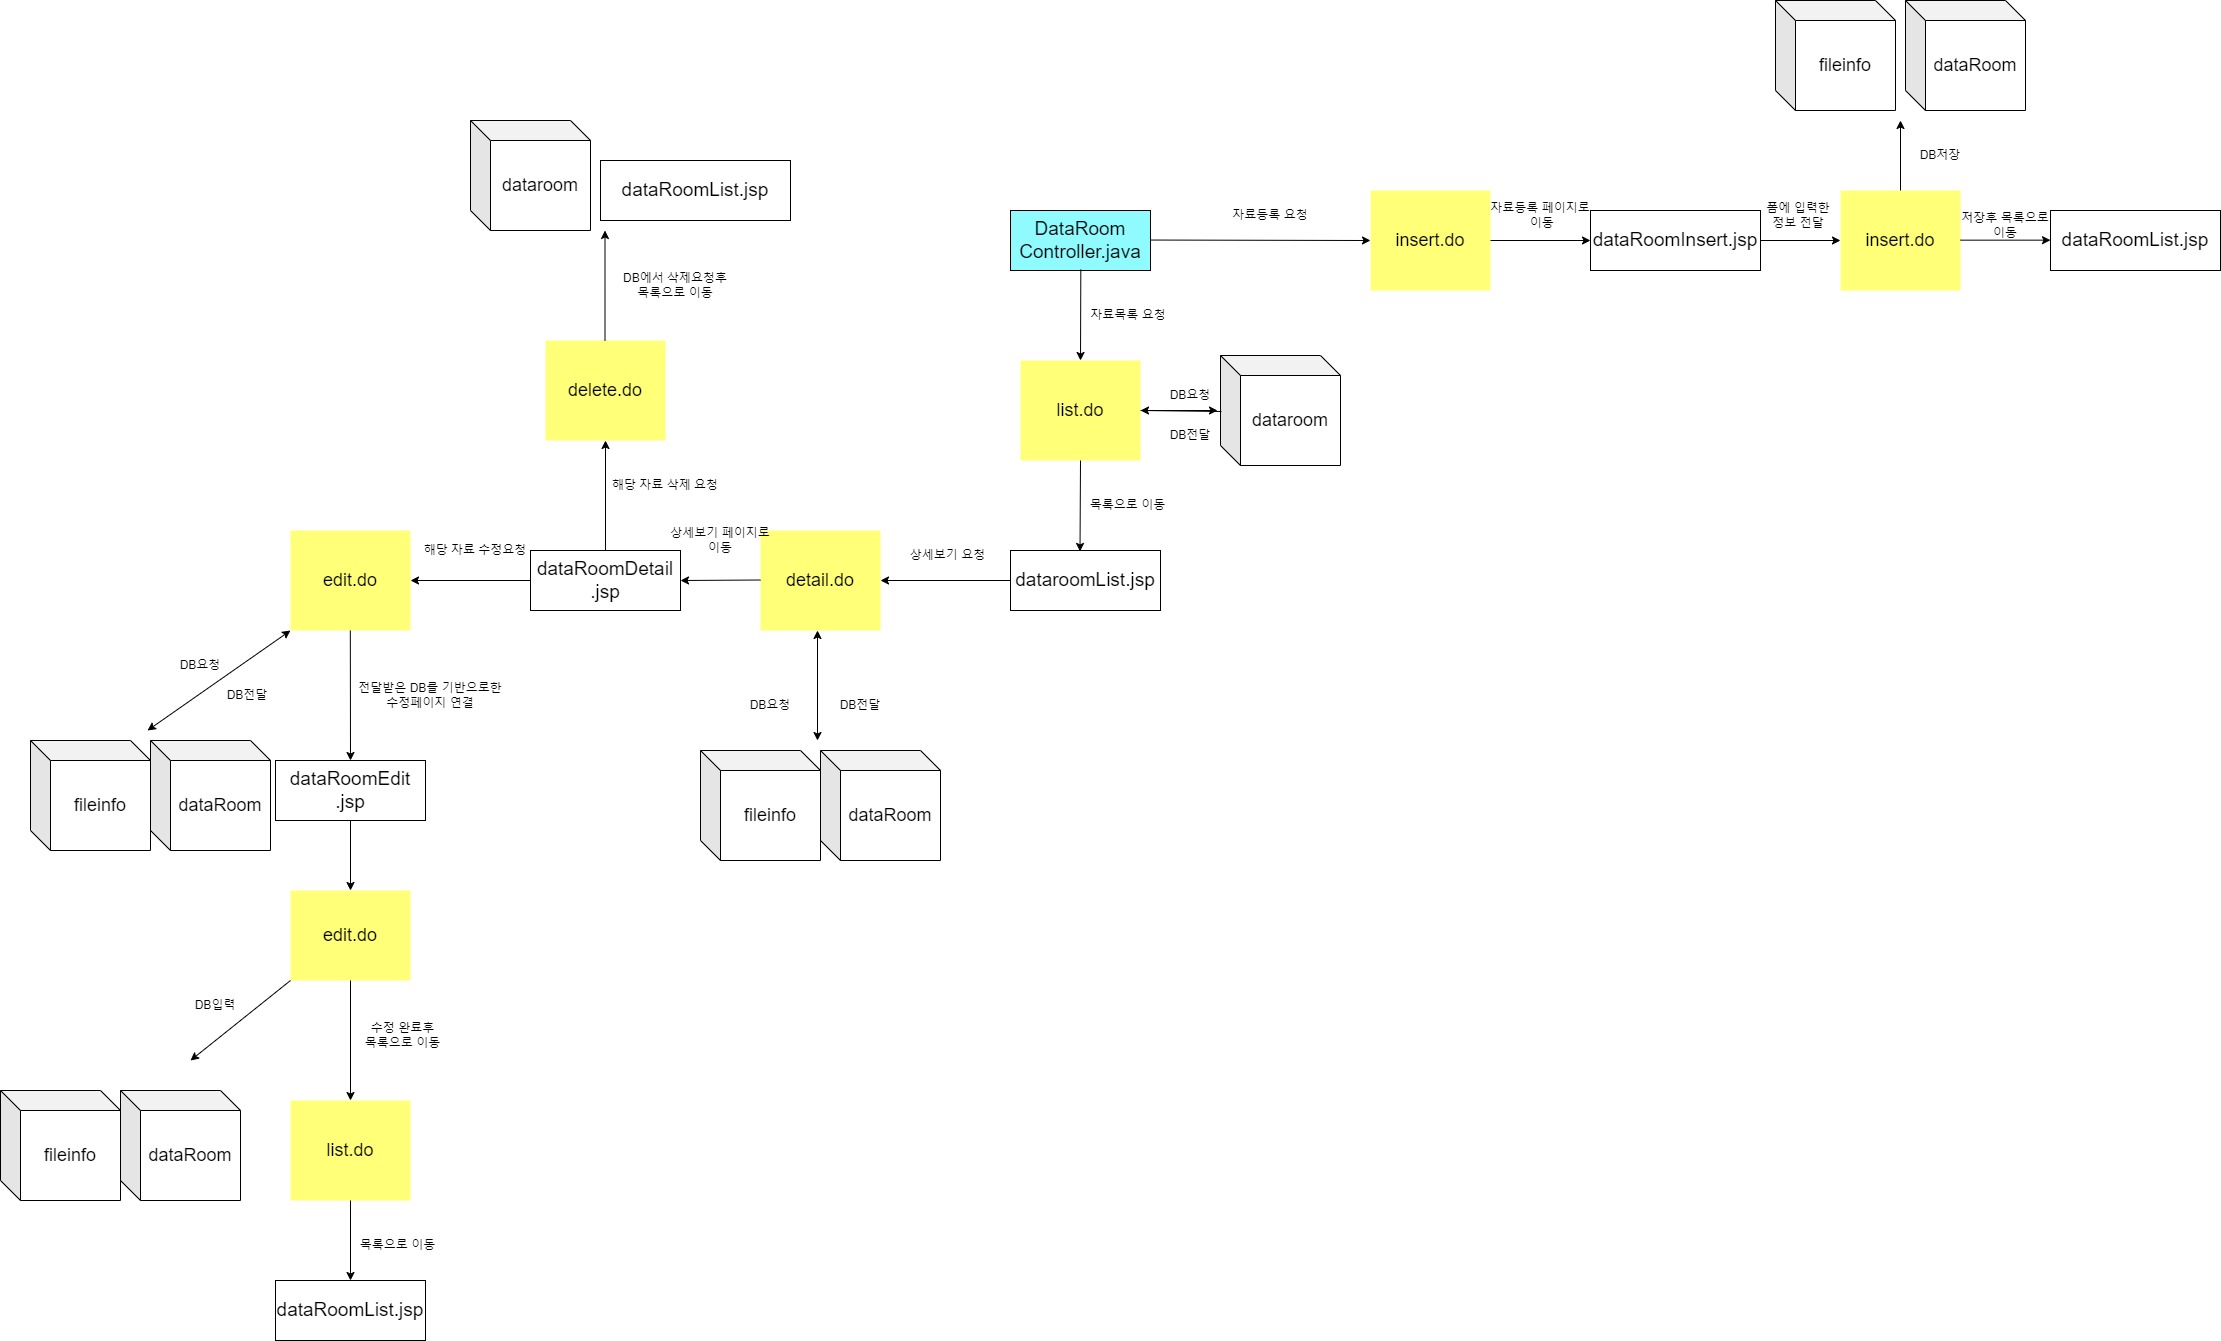 fileinfo
dataRoom
DB저장
dataroom
dataRoomList.jsp
DataRoom
Controller.java
자료등록 요청
insert.do
자료등록 페이지로
이동
dataRoomInsert.jsp
폼에 입력한
정보 전달
insert.do
저장후 목록으로
이동
dataRoomList.jsp
DB에서 삭제요청후
목록으로 이동
자료목록 요청
delete.do
list.do
DB요청
DB전달
dataroom
해당 자료 삭제 요청
목록으로 이동
edit.do
해당 자료 수정요청
dataRoomDetail
.jsp
상세보기 페이지로
이동
detail.do
상세보기 요청
dataroomList.jsp
DB요청
DB전달
전달받은 DB를 기반으로한
수정페이지 연결
DB요청
DB전달
fileinfo
dataRoom
dataRoomEdit
.jsp
fileinfo
dataRoom
edit.do
DB입력
수정 완료후
목록으로 이동
fileinfo
dataRoom
list.do
목록으로 이동
dataRoomList.jsp